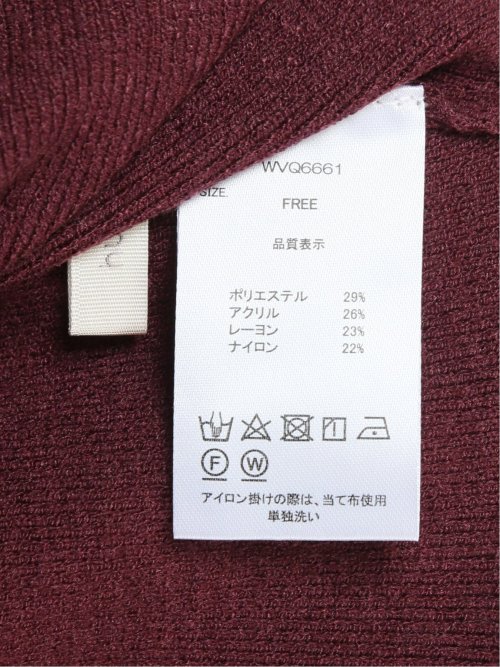 WVQ6661
SIZE.
FREE
品質表示
ポリエステル 29%
アクリル 26%
レーヨン 23%
ナイロン 22%
F W
アイロン掛けの際は、当て布使用
単独洗い